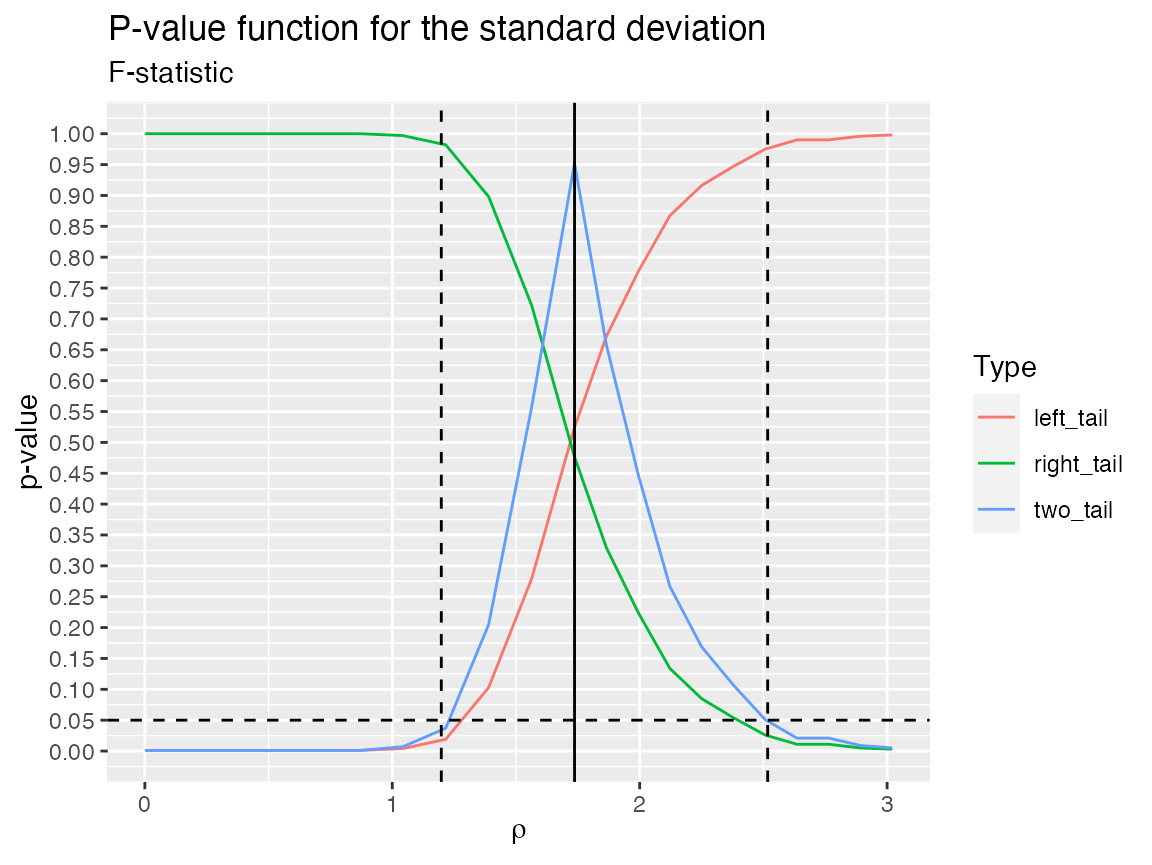 P-value function for the standard deviation
F-statistic
1.00
0.95
0.90
0.85
0.80
0.75
0.70
0.65
0.60
0.55
0.50
0.45
0.40
0.35
0.30
0.25
0.20
0.15
0.10
0.05
0.00
p-value
0 1 2 3
ρ
Type
left_tail
right_tail
two_tail